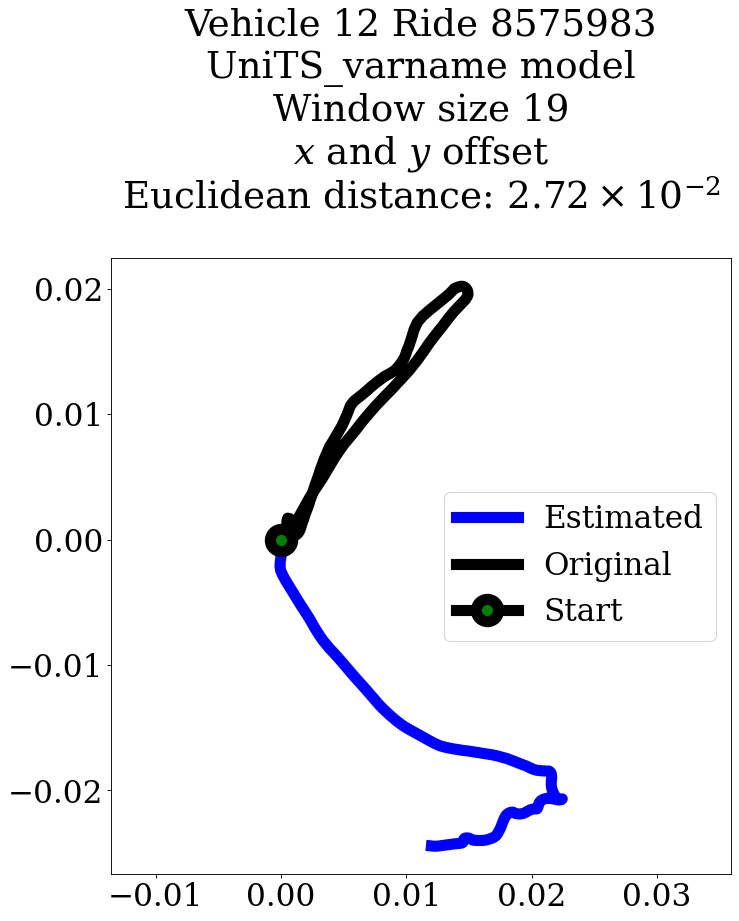 Vehicle 12 Ride 8575983
UniTS_varname model
Window size 19
x and y offset
Euclidean distance: 2.72 × 10⁻²
0.02
0.01
0.00
−0.01
−0.02
Estimated
Original
Start
−0.01 0.00 0.01 0.02 0.03